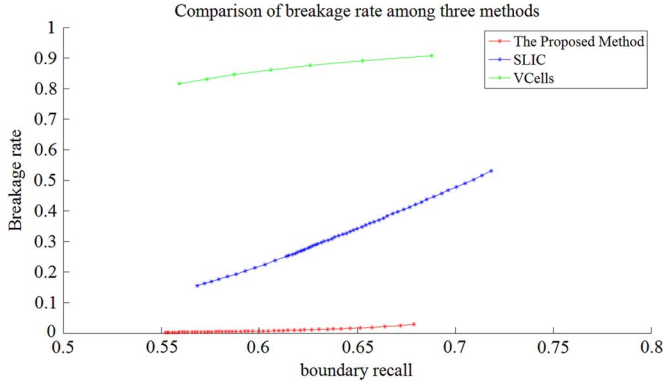 Comparison of breakage rate among three methods
1
0.9
0.8
0.7
0.6
0.5
0.4
0.3
0.2
0.1
0
Breakage rate
The Proposed Method
SLIC
VCells
0.5 0.55 0.6 0.65 0.7 0.75 0.8
boundary recall